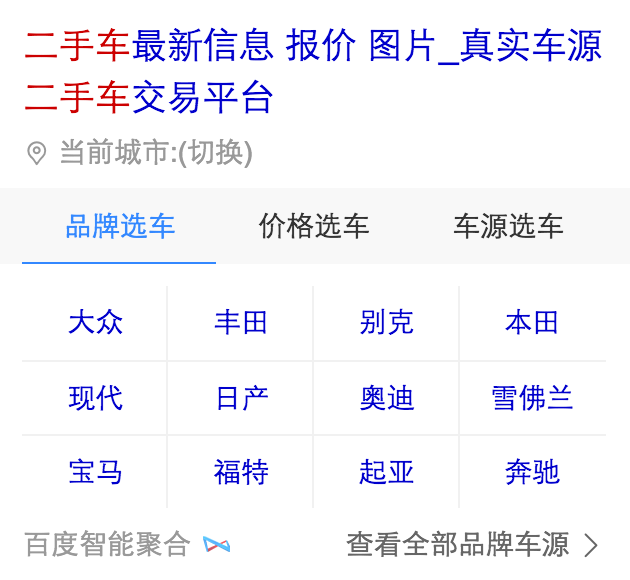 二手车最新信息 报价 图片_真实车源
二手车交易平台
当前城市:(切换)
品牌选车 价格选车 车源选车
大众 丰田 别克 本田
现代 日产 奥迪 雪佛兰
宝马 福特 起亚 奔驰
百度智能聚合 查看全部品牌车源